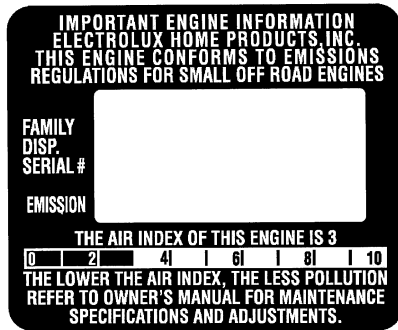 IMPORTANT ENGINE INFORMATION
ELECTROLUX HOME PRODUCTS, INC.
THIS ENGINE CONFORMS TO EMISSIONS
REGULATIONS FOR SMALL OFF ROAD ENGINES
FAMILY
DISP.
SERIAL #
EMISSION
THE AIR INDEX OF THIS ENGINE IS 3
0 2 4 6 8 10
THE LOWER THE AIR INDEX, THE LESS POLLUTION
REFER TO OWNER'S MANUAL FOR MAINTENANCE
SPECIFICATIONS AND ADJUSTMENTS.